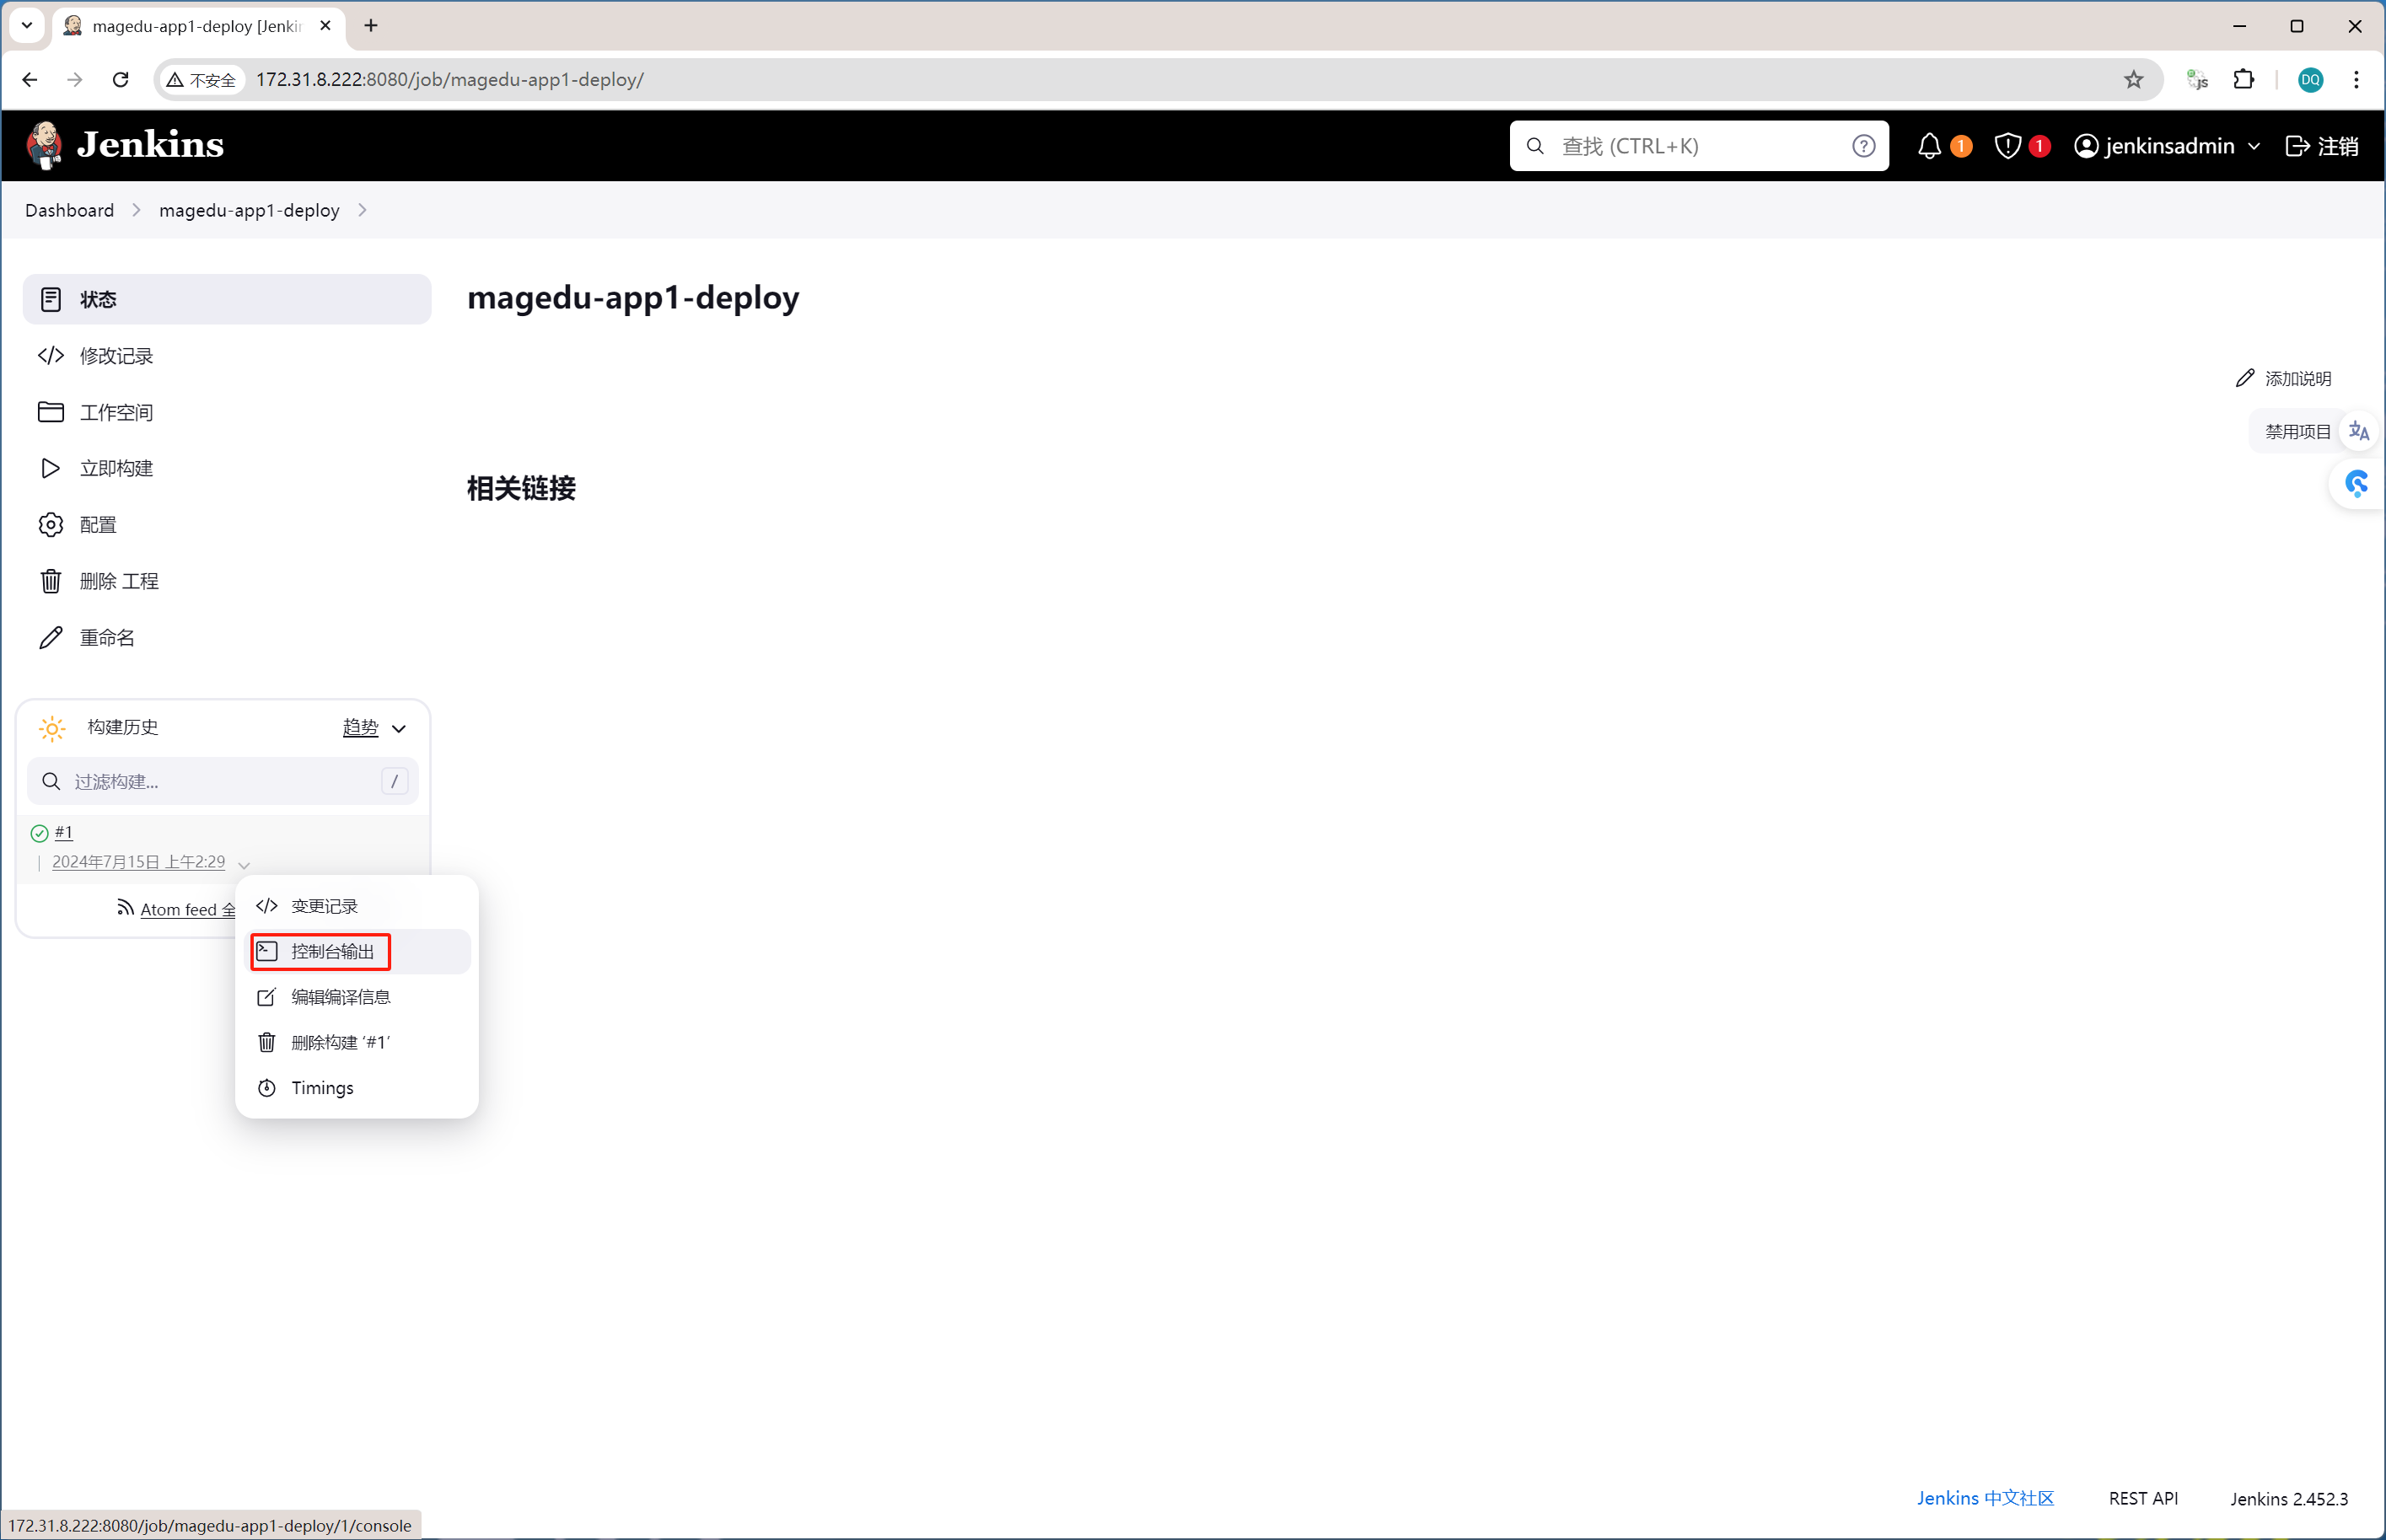 magedu-app1-deploy [Jenkin
不安全
172.31.8.222:8080/job/magedu-app1-deploy/
JS
DQ
Jenkins
查找 (CTRL+K)
?
1
1
jenkinsadmin
注销
Dashboard
magedu-app1-deploy
状态
修改记录
工作空间
立即构建
配置
删除 工程
重命名
magedu-app1-deploy
添加说明
禁用项目
文A
相关链接
构建历史
趋势
过滤构建...
/
#1
2024年7月15日 上午2:29
Atom feed 全
变更记录
控制台输出
编辑编译信息
删除构建 ‘#1’
Timings
Jenkins 中文社区
REST API
Jenkins 2.452.3
172.31.8.222:8080/job/magedu-app1-deploy/1/console